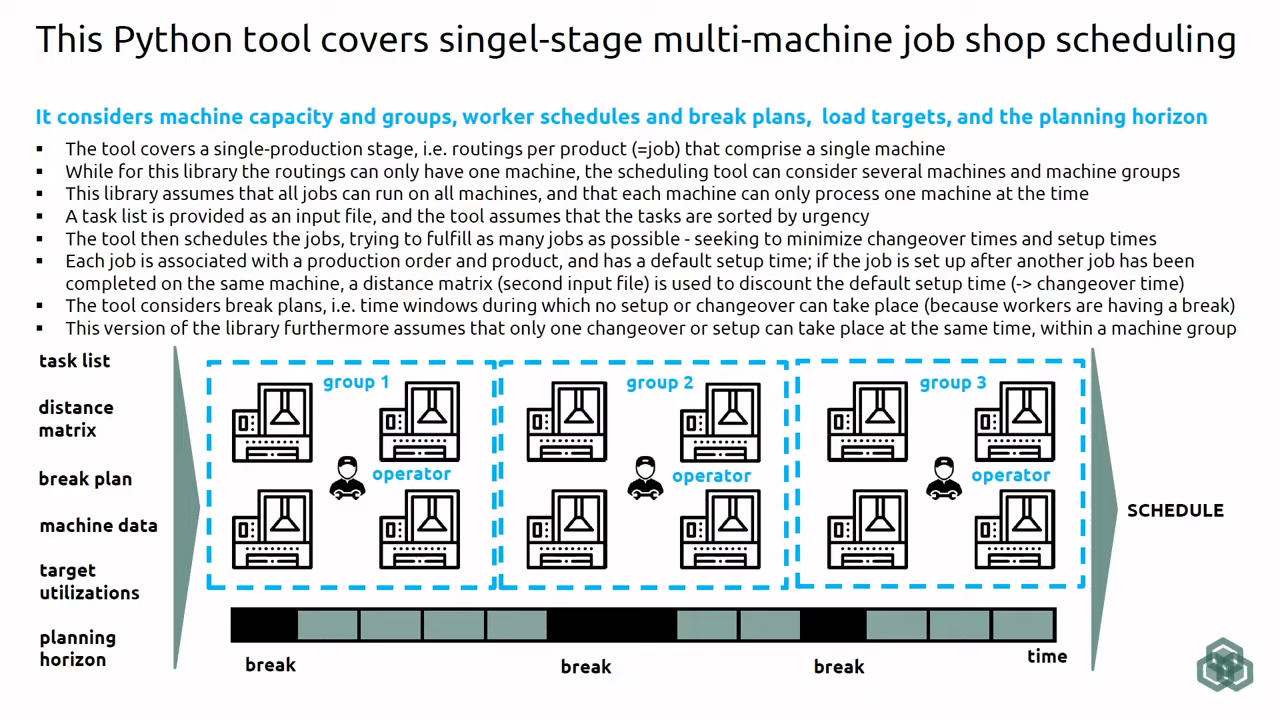 This Python tool covers singel-stage multi-machine job shop scheduling
It considers machine capacity and groups, worker schedules and break plans,  load targets, and the planning horizon
▪ The tool covers a single-production stage, i.e. routings per product (=job) that comprise a single machine
▪ While for this library the routings can only have one machine, the scheduling tool can consider several machines and machine groups
▪ This library assumes that all jobs can run on all machines, and that each machine can only process one machine at the time
▪ A task list is provided as an input file, and the tool assumes that the tasks are sorted by urgency
▪ The tool then schedules the jobs, trying to fulfill as many jobs as possible - seeking to minimize changeover times and setup times
▪ Each job is associated with a production order and product, and has a default setup time; if the job is set up after another job has been
completed on the same machine, a distance matrix (second input file) is used to discount the default setup time (-> changeover time)
▪ The tool considers break plans, i.e. time windows during which no setup or changeover can take place (because workers are having a break)
▪ This version of the library furthermore assumes that only one changeover or setup can take place at the same time, within a machine group
task list
distance
matrix
break plan
machine data
target
utilizations
planning
horizon
group 1
operator
group 2
operator
group 3
operator
SCHEDULE
break
break
break
time